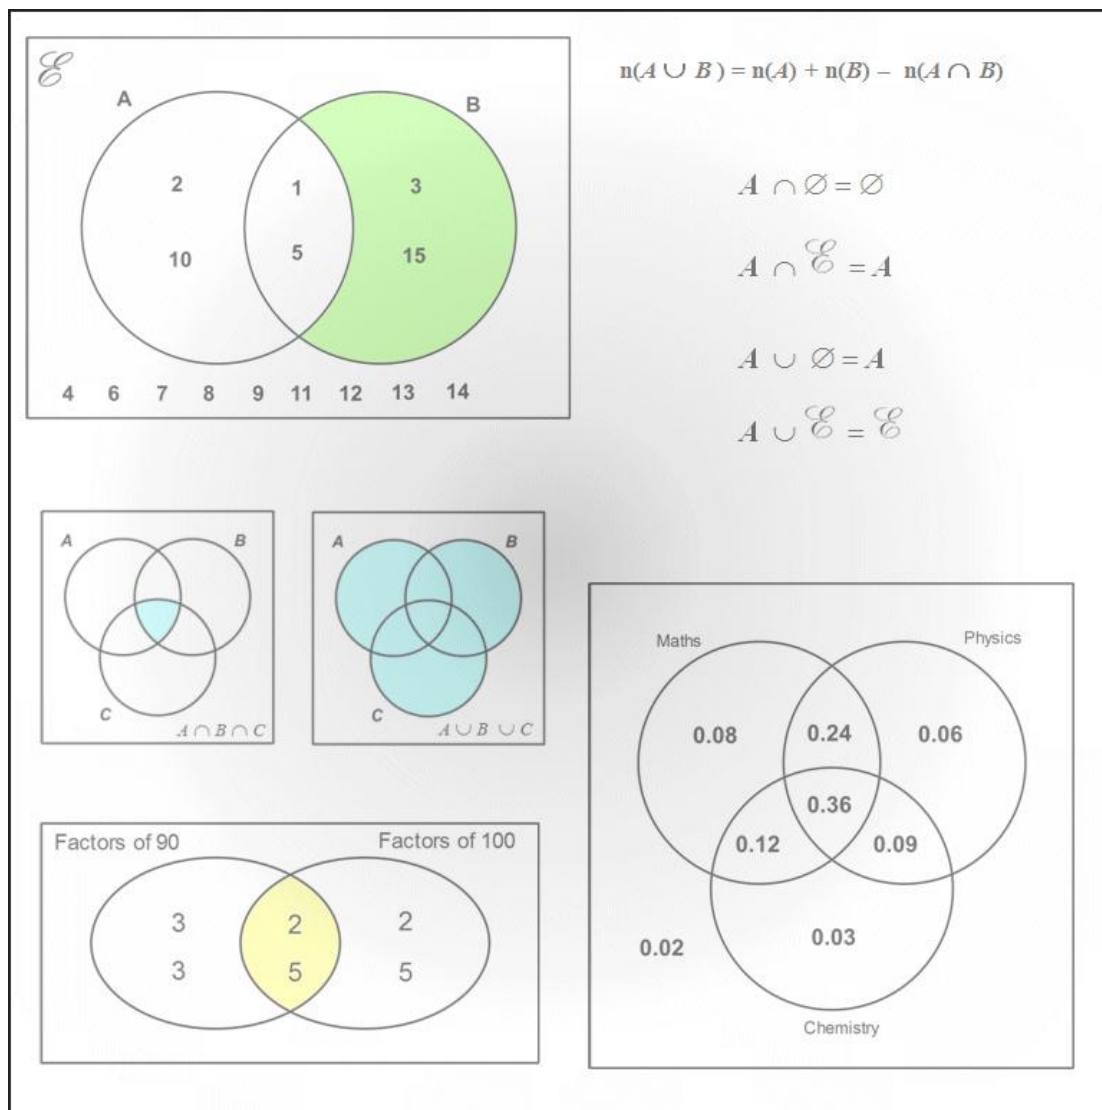 ℰ
n(A ∪ B ) = n(A) + n(B) − n(A ∩ B)
A B
2 1 3
10 5 15
4 6 7 8 9 11 12 13 14
A ∩ ∅ = ∅
A ∩ ℰ = A
A ∪ ∅ = A
A ∪ ℰ = ℰ
A B
C
A ∩ B ∩ C
A B
C
A ∪ B ∪ C
Maths Physics
0.08 0.24 0.06
0.36
0.12 0.09
0.02 0.03
Chemistry
Factors of 90 Factors of 100
3 2 2
3 5 5